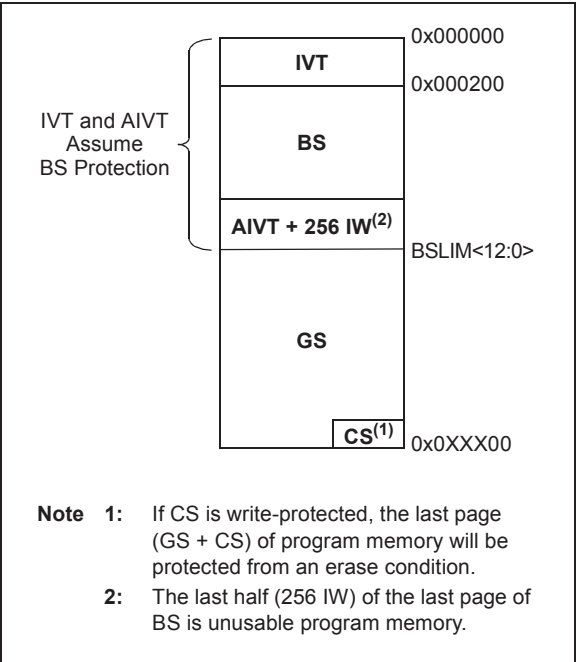 0x000000
IVT
0x000200
IVT and AIVT
Assume
BS Protection
BS
AIVT + 256 IW(2)
BSLIM<12:0>
GS
CS(1)
0x0XXX00
Note 1: If CS is write-protected, the last page
(GS + CS) of program memory will be
protected from an erase condition.
2: The last half (256 IW) of the last page of
BS is unusable program memory.